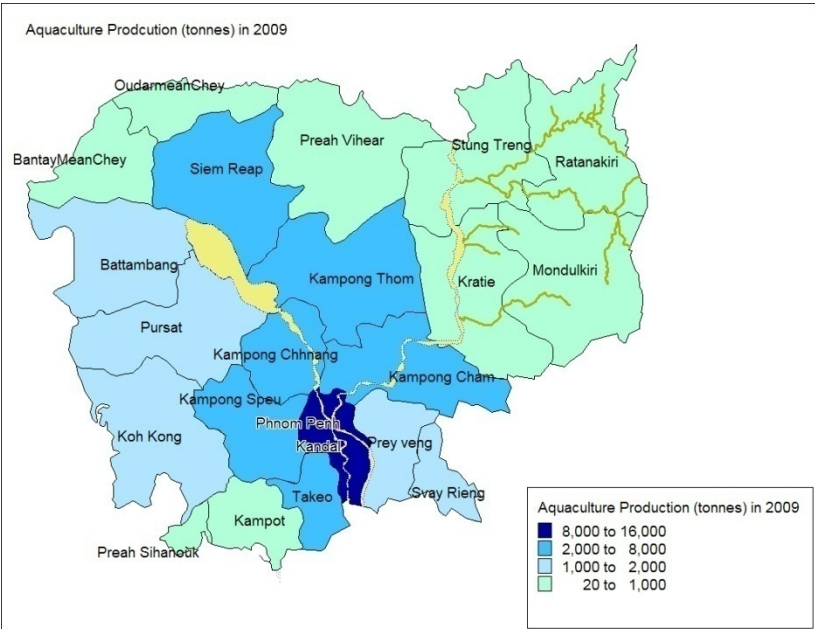 Aquaculture Prodcution (tonnes) in 2009
OudarmeanChey
Preah Vihear
Stung Treng
BantayMeanChey
Siem Reap
Ratanakiri
Battambang
Kampong Thom
Kratie
Mondulkiri
Pursat
Kampong Chhnang
Kampong Cham
Kampong Speu
Phnom Penh
Koh Kong
Kandal
Prey veng
Takeo
Svay Rieng
Kampot
Preah Sihanouk
Aquaculture Production (tonnes) in 2009
8,000 to 16,000
2,000 to 8,000
1,000 to 2,000
20 to 1,000